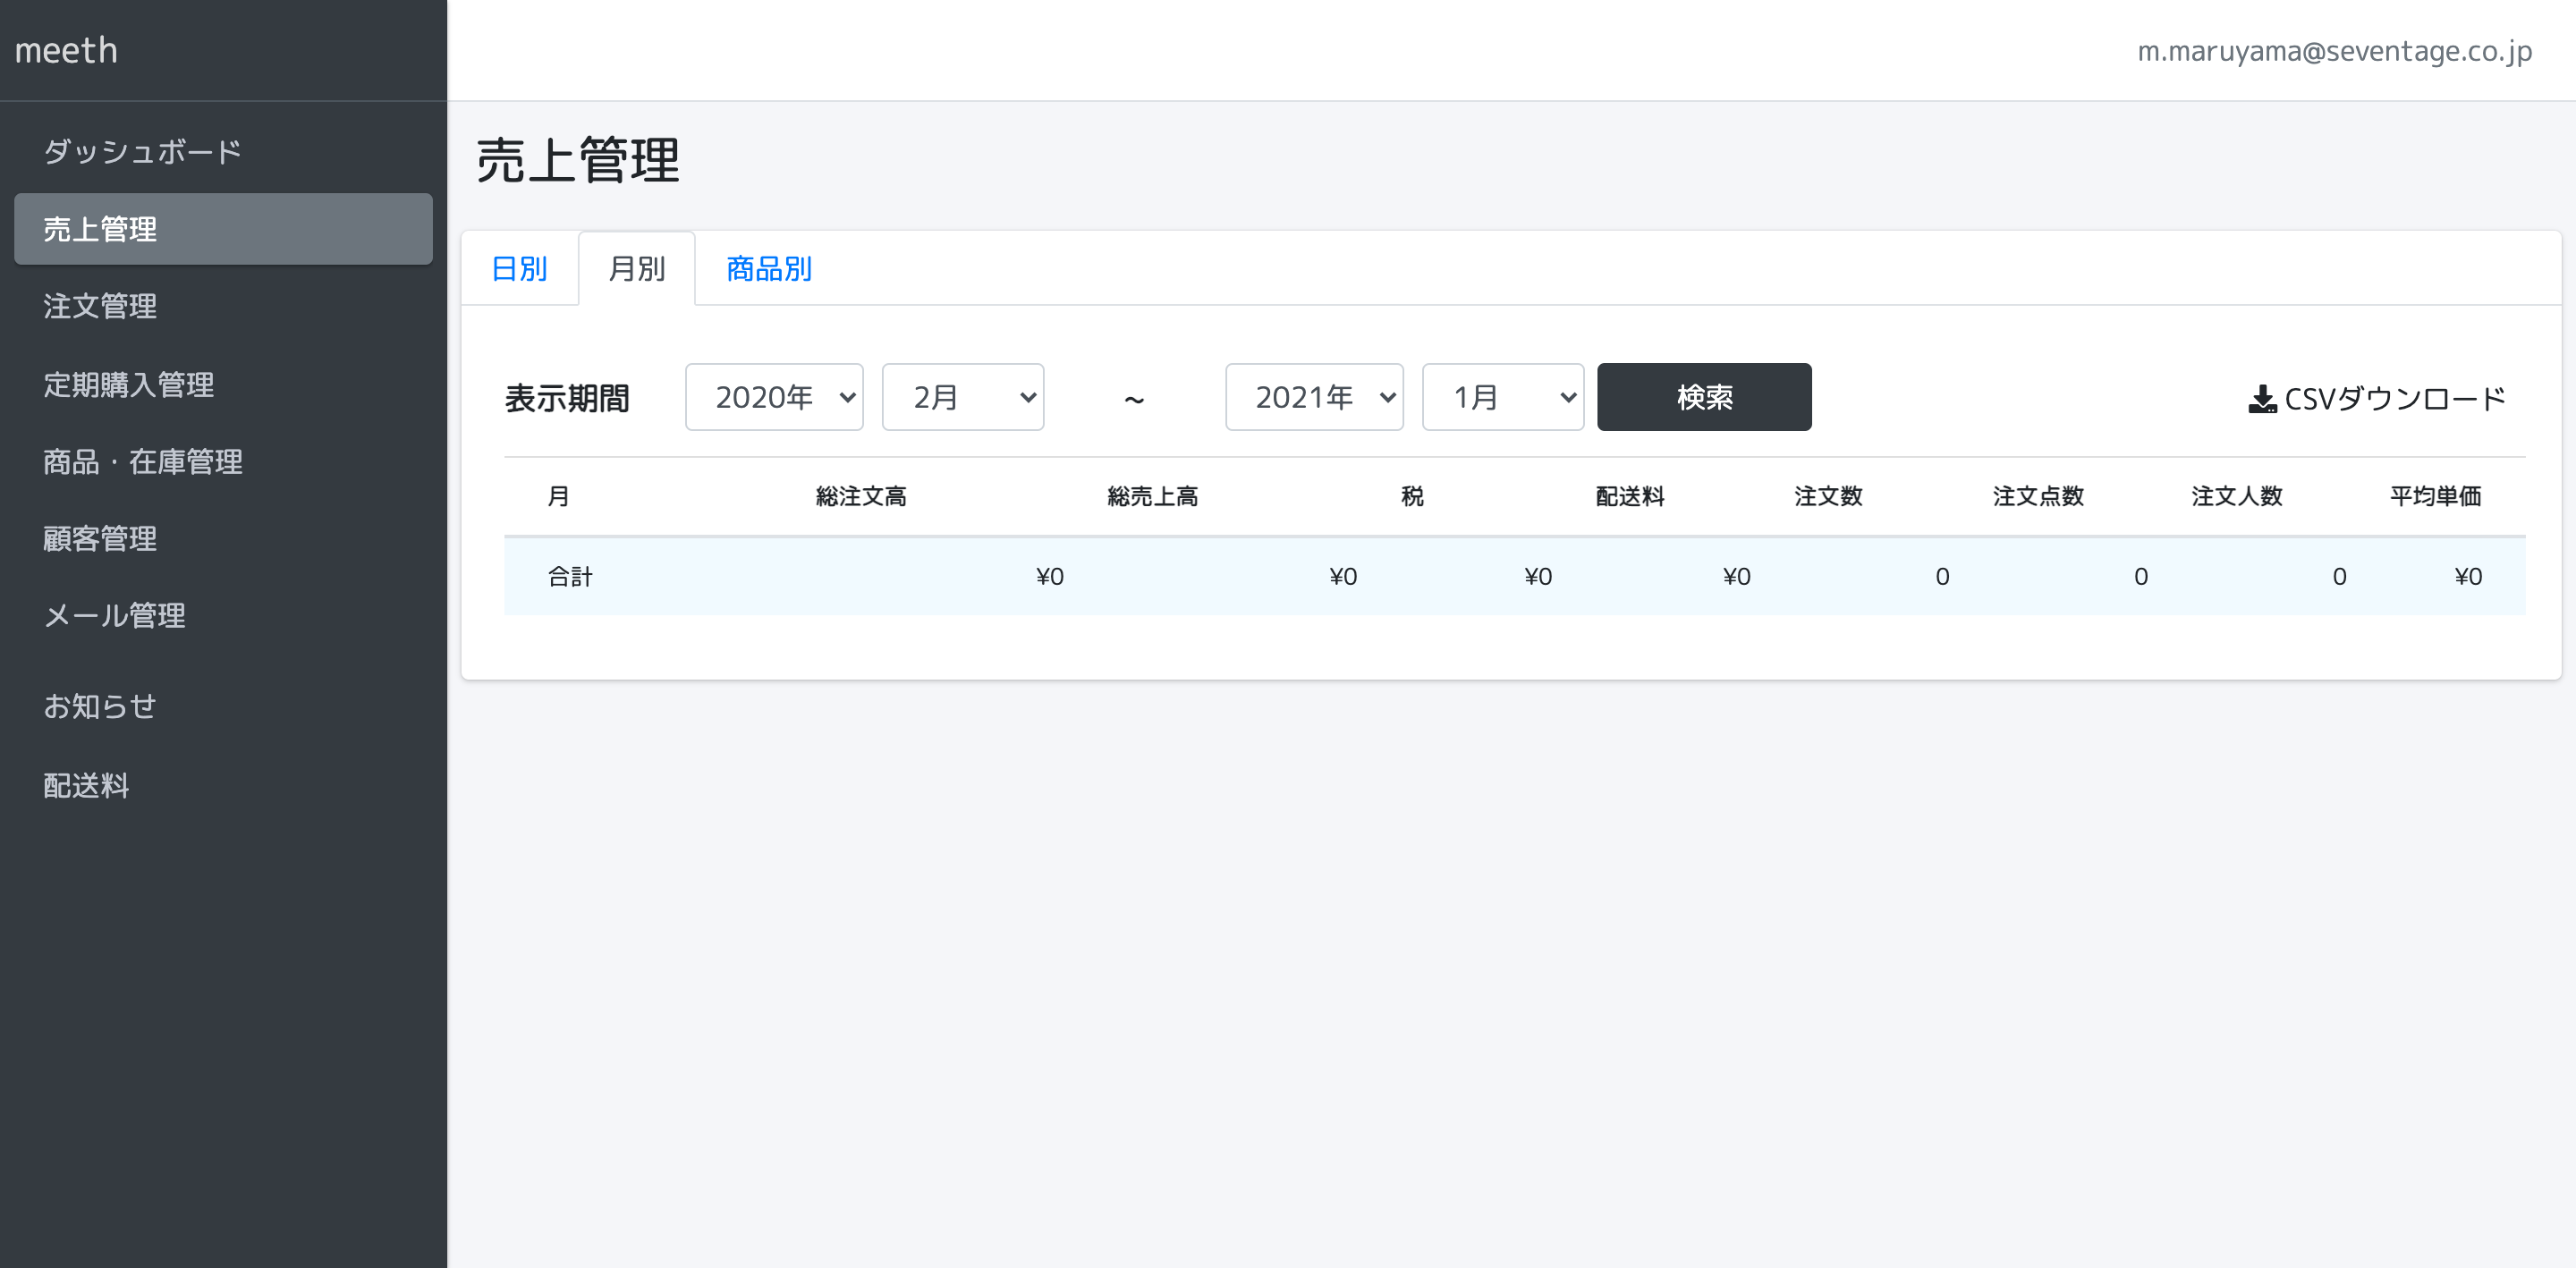 meeth
m.maruyama@seventage.co.jp
ダッシュボード
売上管理
注文管理
定期購入管理
商品・在庫管理
顧客管理
メール管理
お知らせ
配送料
売上管理
日別 月別 商品別
表示期間 2020年 2月 ~ 2021年 1月 検索 CSVダウンロード
月 総注文高 総売上高 税 配送料 注文数 注文点数 注文人数 平均単価
合計 ¥0 ¥0 ¥0 ¥0 0 0 0 ¥0